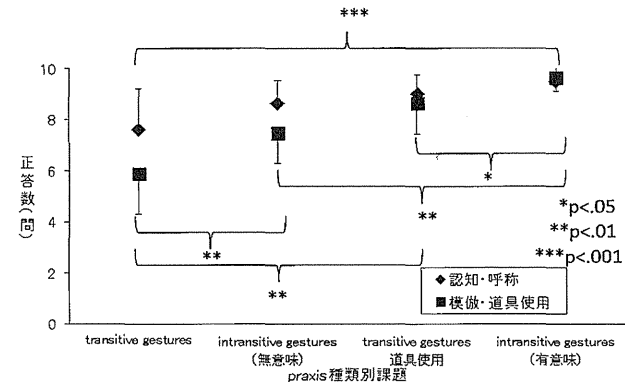 ***
10
8
6
4
2
0
正答数(問)
*
**
**
**
*p<.05
**p<.01
***p<.001
認知・呼称
模倣・道具使用
transitive gestures
intransitive gestures
(無意味)
transitive gestures
道具使用
intransitive gestures
(有意味)
praxis種類別課題